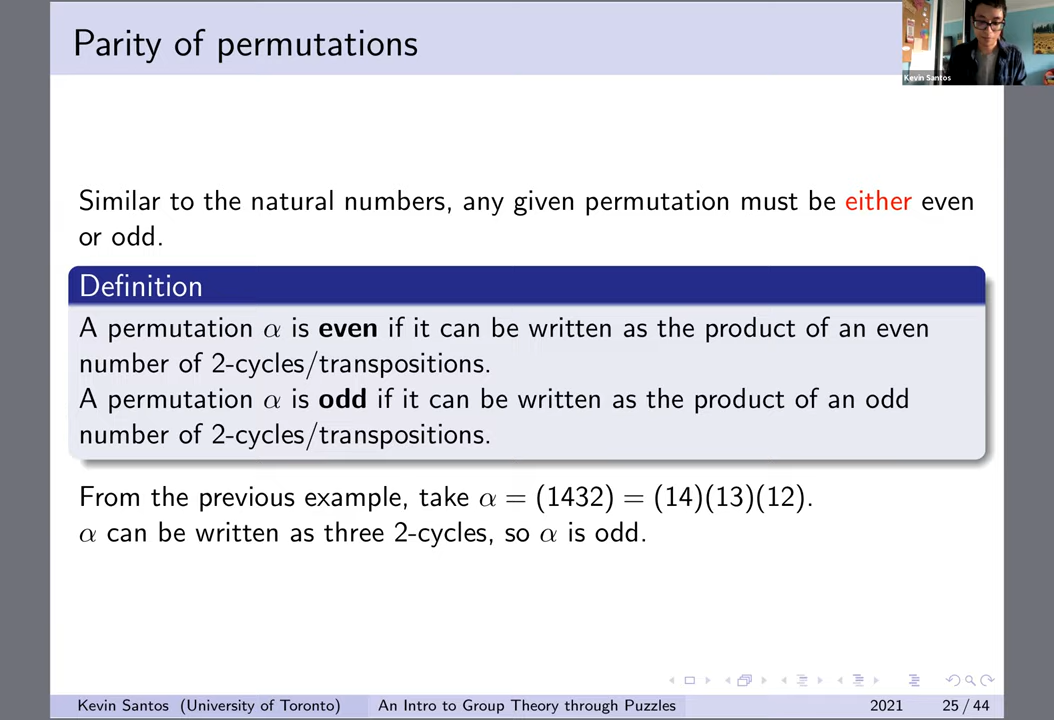 Parity of permutations
Kevin Santos
Similar to the natural numbers, any given permutation must be either even
or odd.
Definition
A permutation α is even if it can be written as the product of an even
number of 2-cycles/transpositions.
A permutation α is odd if it can be written as the product of an odd
number of 2-cycles/transpositions.
From the previous example, take α = (1432) = (14)(13)(12).
α can be written as three 2-cycles, so α is odd.
Kevin Santos (University of Toronto) An Intro to Group Theory through Puzzles 2021 25 / 44